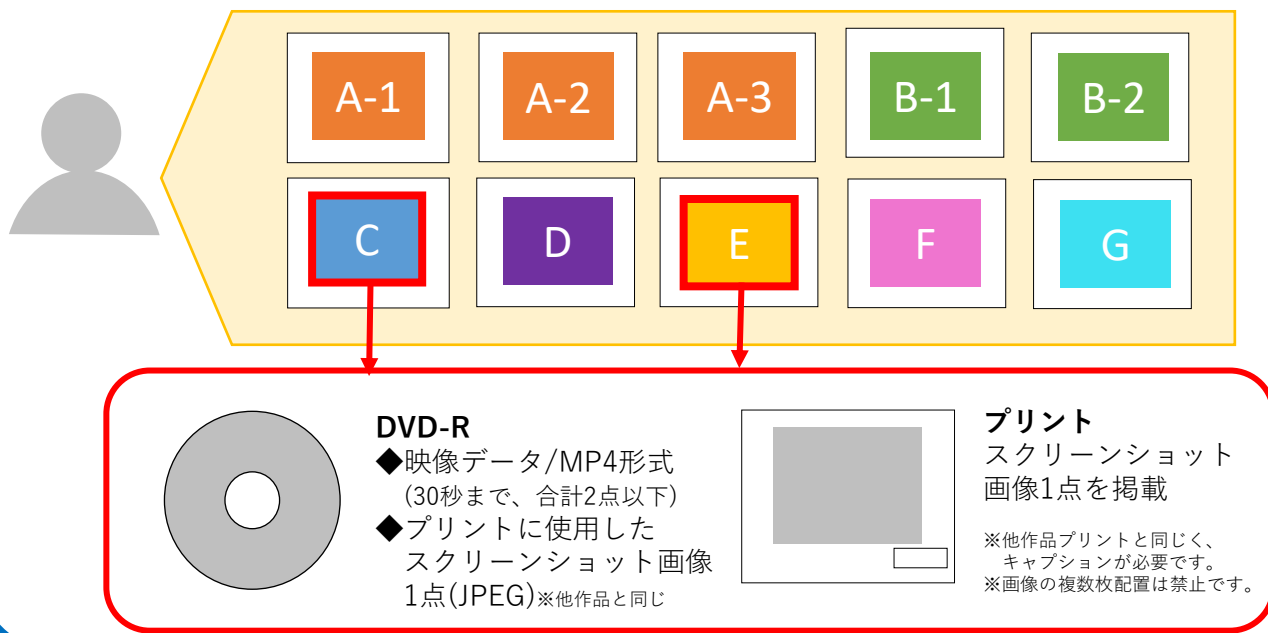 A-1
A-2
A-3
B-1
B-2
C
D
E
F
G
DVD-R
◆映像データ/MP4形式
(30秒まで、合計2点以下)
◆プリントに使用した
スクリーンショット画像
1点(JPEG)※他作品と同じ
プリント
スクリーンショット
画像1点を掲載
※他作品プリントと同じく、
キャプションが必要です。
※画像の複数枚配置は禁止です。